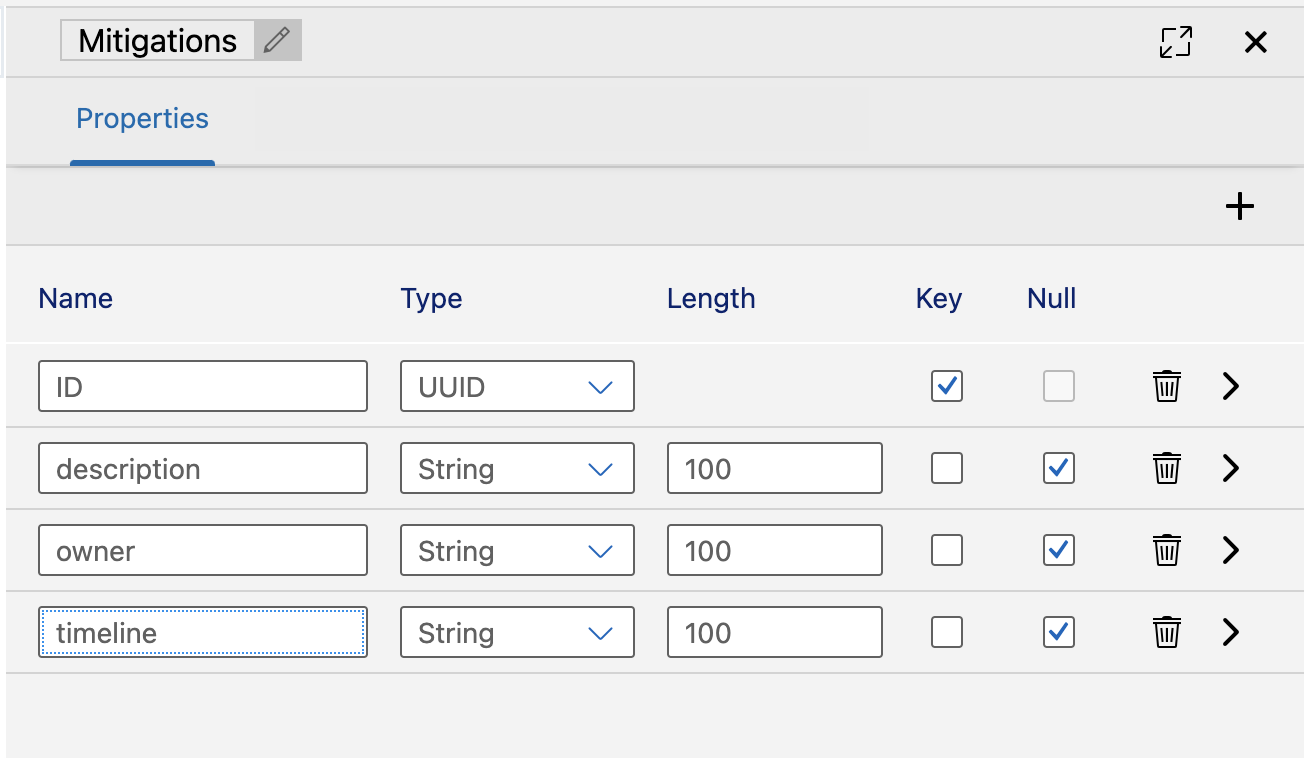 Mitigations
Properties
Name Type Length Key Null
ID UUID
description String 100
owner String 100
timeline String 100